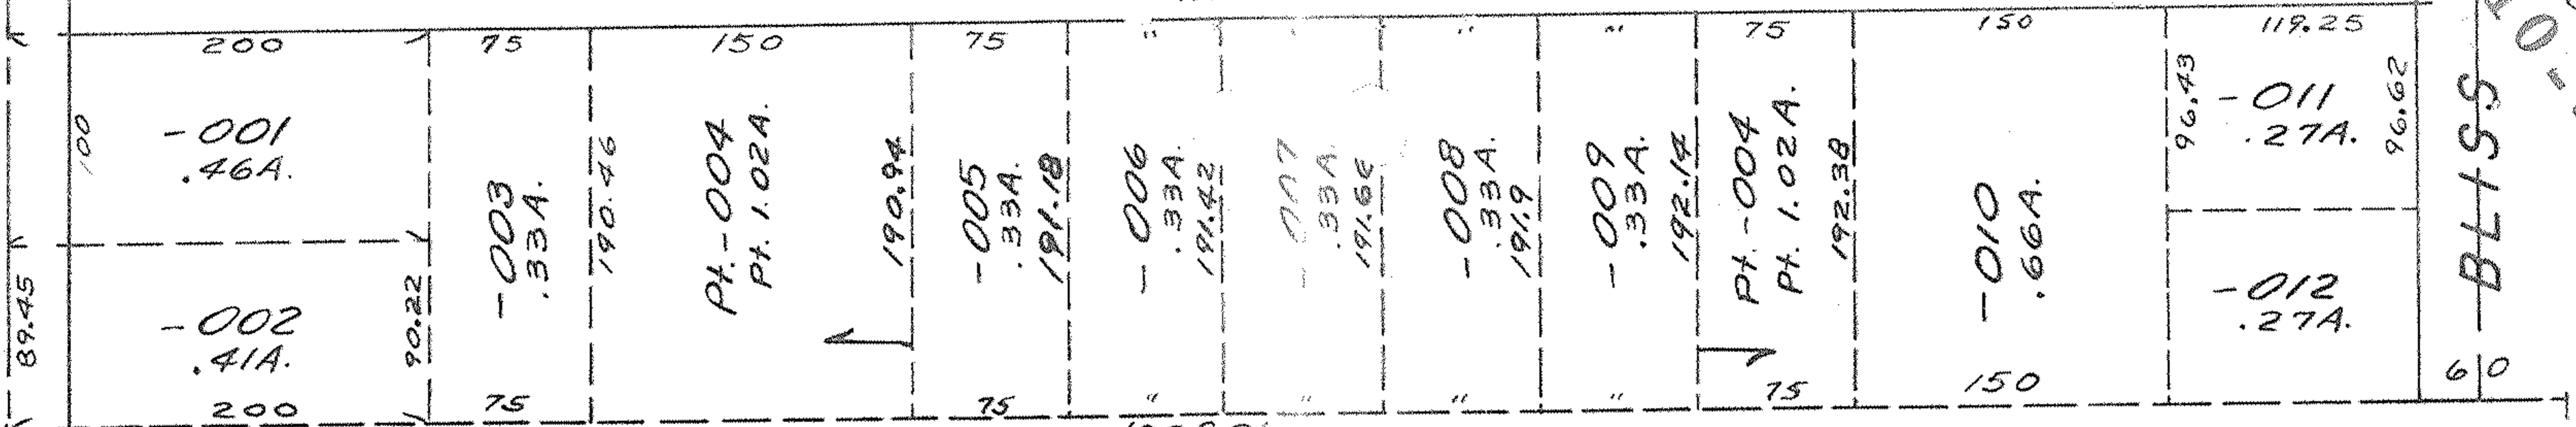 200
75
150
75
"
"
"
75
150
119.25
100
-001
.46A.
89.45
-002
.41A.
90.22
200
-003
.33A.
75
190.46
Pt.-004
Pt. 1.02A.
190.94
-005
.33A.
191.18
75
-006
.33A.
191.42
"
-007
.33A.
"
-008
.33A.
191.9
"
-009
.33A.
192.14
"
Pt.-004
Pt. 1.02A.
192.38
75
-010
.66A.
150
96.43
-011
.27A.
96.62
-012
.27A.
BLISS
60